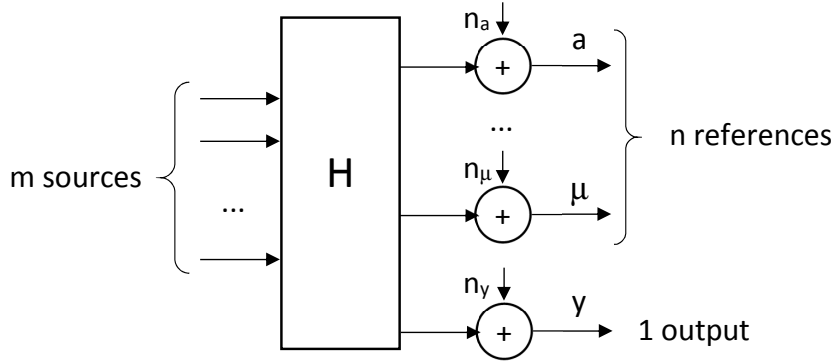 nₐ
a
+
...
n references
m sources
H
n_μ
μ
...
+
n_y
y
+
1 output